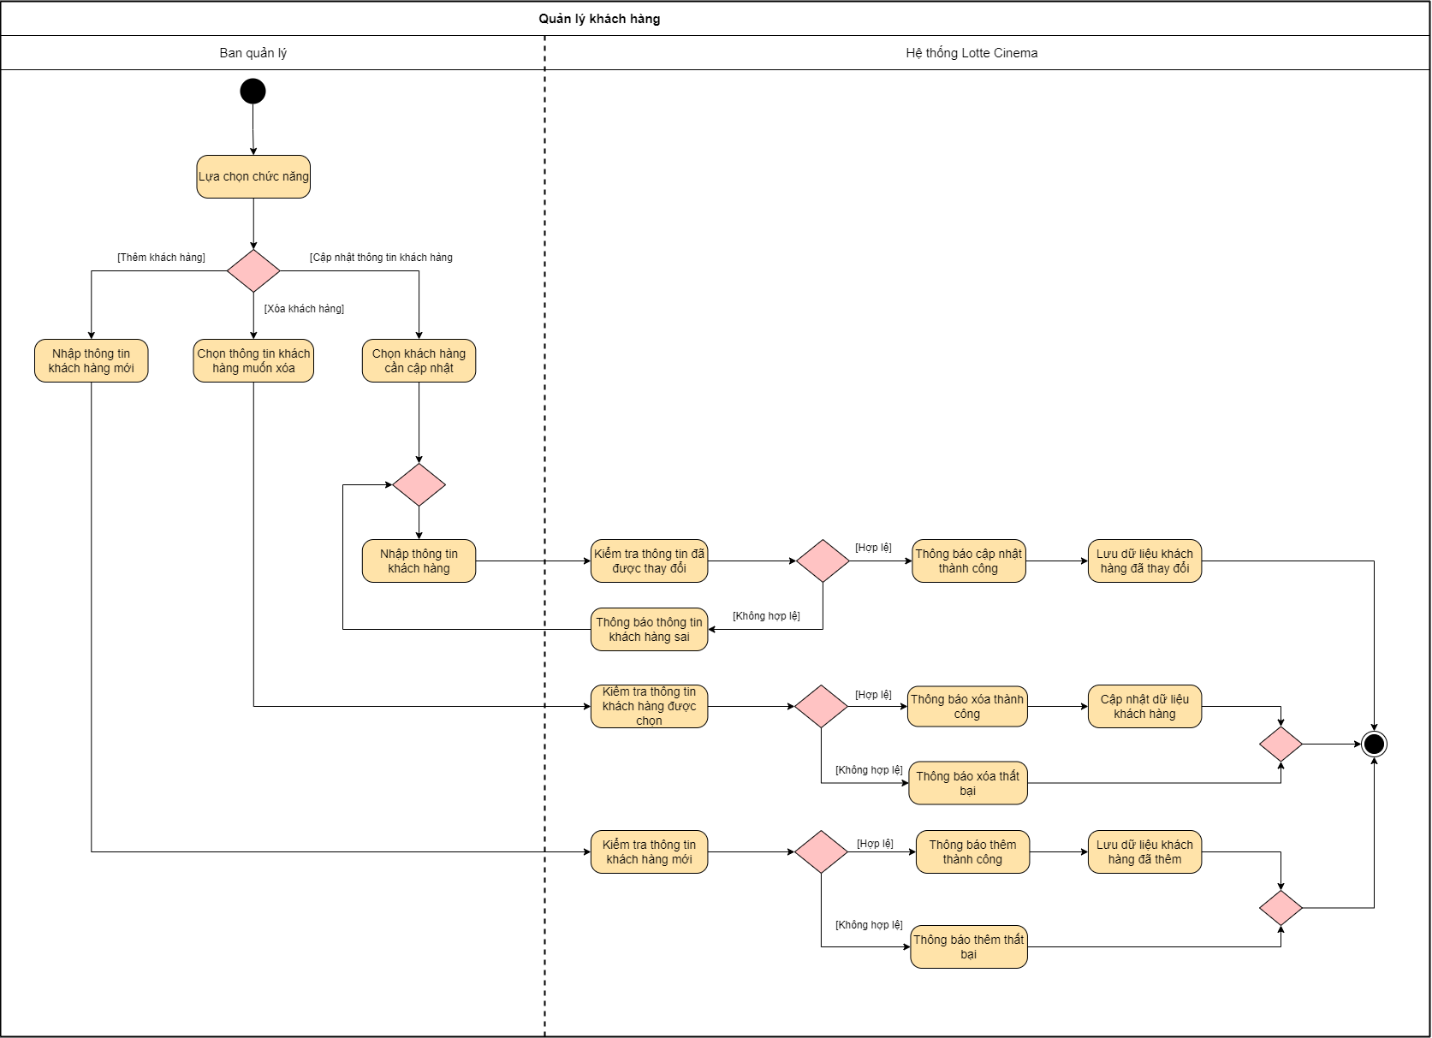 Quản lý khách hàng
Ban quản lý
Hệ thống Lotte Cinema
Lựa chọn chức năng
[Thêm khách hàng]
[Cập nhật thông tin khách hàng
[Xóa khách hàng]
Nhập thông tin
khách hàng mới
Chọn thông tin khách
hàng muốn xóa
Chọn khách hàng
cần cập nhật
Nhập thông tin
khách hàng
Kiểm tra thông tin đã
được thay đổi
[Hợp lệ]
Thông báo cập nhật
thành công
Lưu dữ liệu khách
hàng đã thay đổi
[Không hợp lệ]
Thông báo thông tin
khách hàng sai
Kiểm tra thông tin
khách hàng được
chọn
[Hợp lệ]
Thông báo xóa thành
công
Cập nhật dữ liệu
khách hàng
[Không hợp lệ]
Thông báo xóa thất
bại
Kiểm tra thông tin
khách hàng mới
[Hợp lệ]
Thông báo thêm
thành công
Lưu dữ liệu khách
hàng đã thêm
[Không hợp lệ]
Thông báo thêm thất
bại